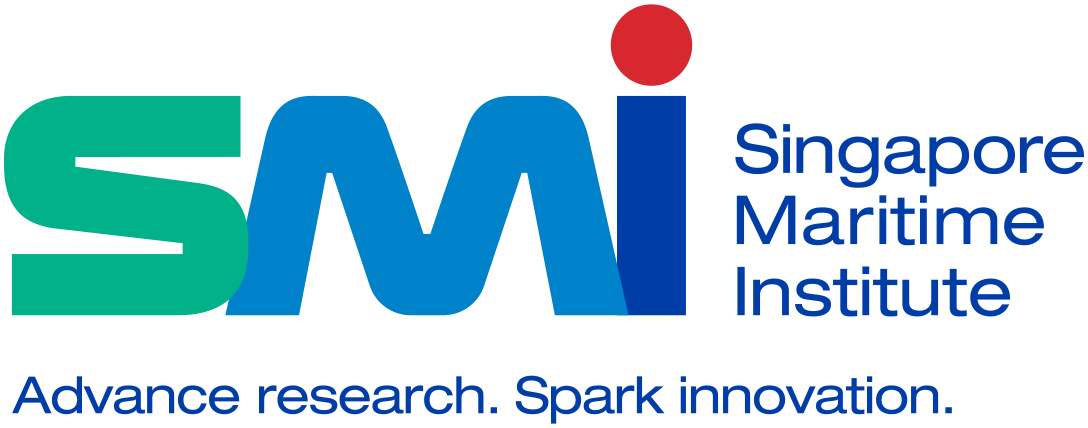 SMi
Singapore
Maritime
Institute
Advance research. Spark innovation.